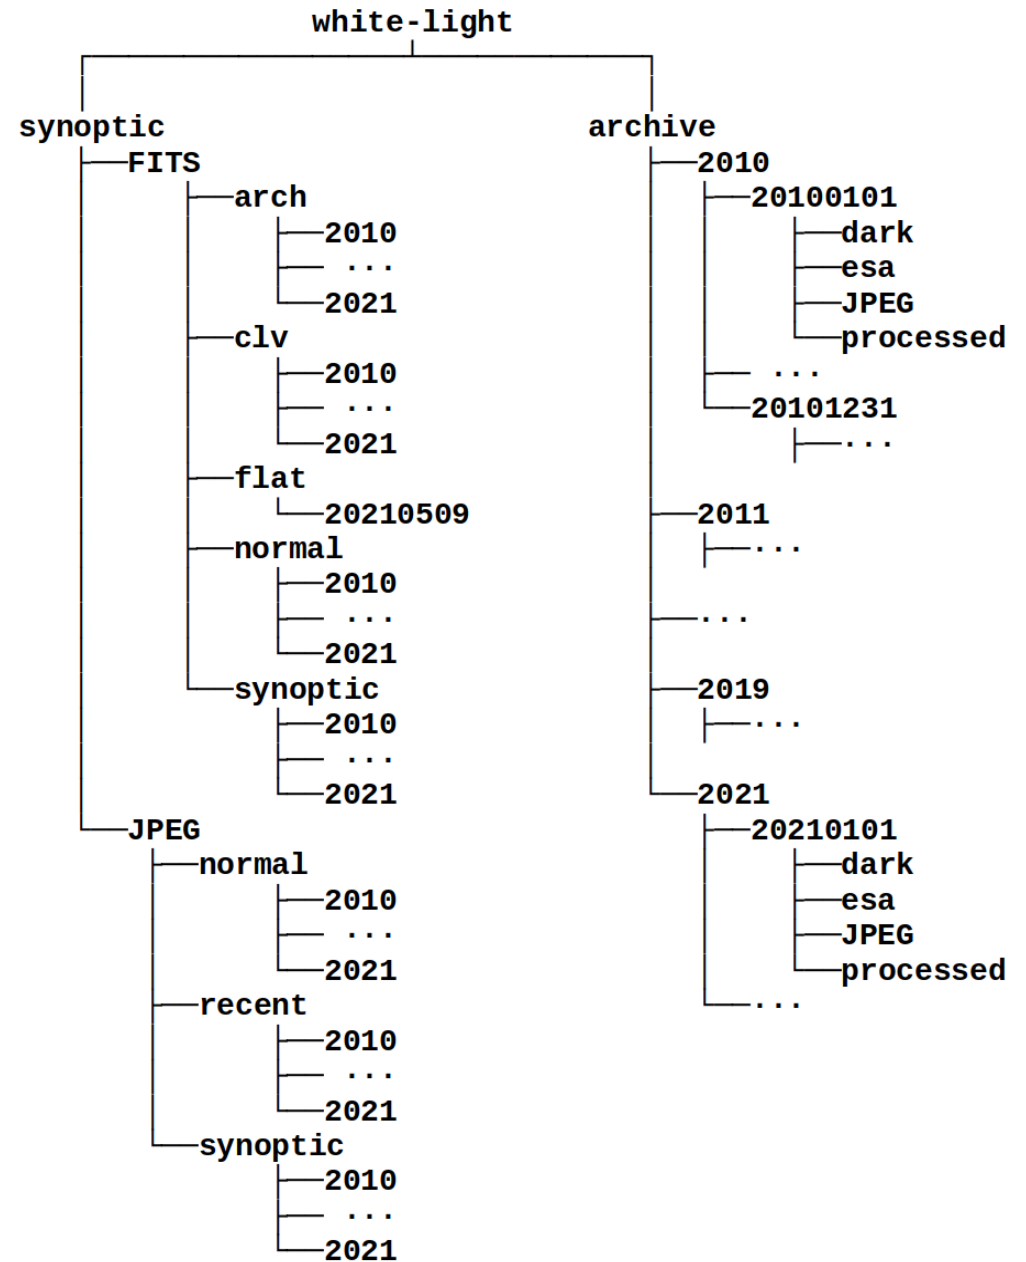 white-light
synoptic
FITS
arch
2010
...
2021
clv
2010
...
2021
flat
20210509
normal
2010
...
2021
synoptic
2010
...
2021
JPEG
normal
2010
...
2021
recent
2010
...
2021
synoptic
2010
...
2021
archive
2010
20100101
dark
esa
JPEG
processed
...
20101231
...
2011
...
...
2019
...
2021
20210101
dark
esa
JPEG
processed
...